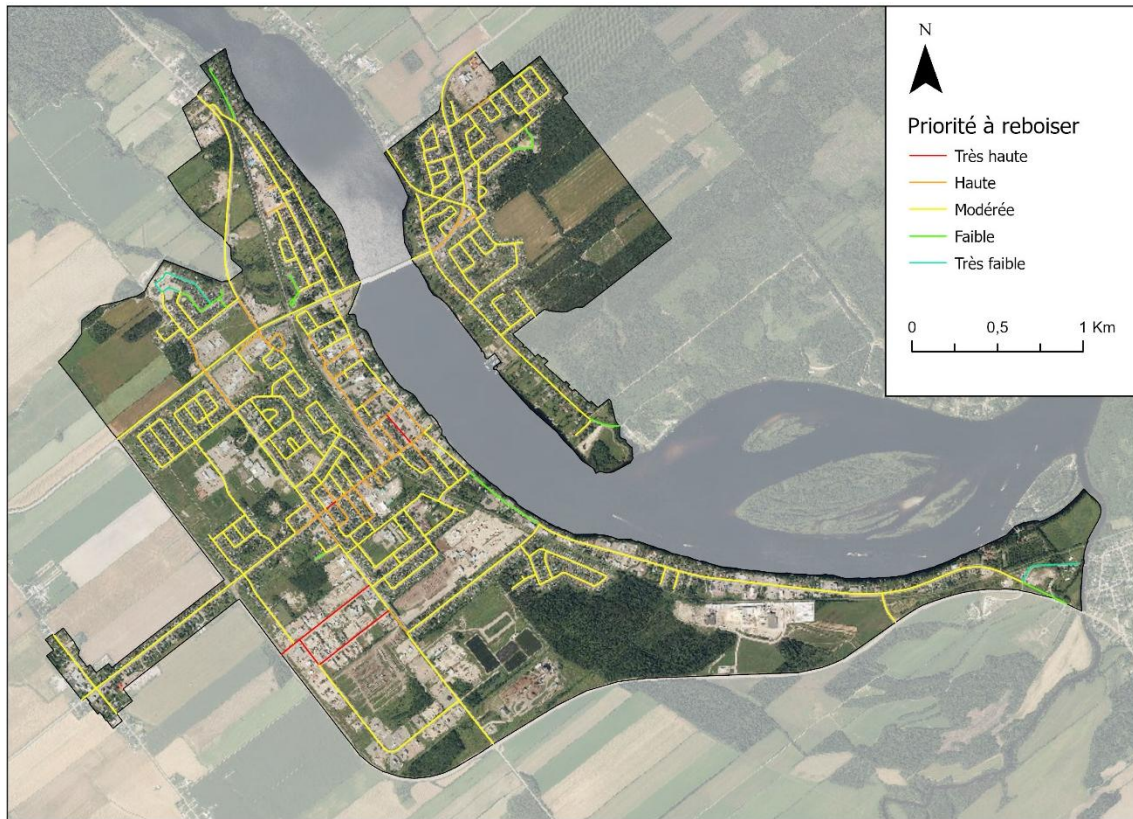 N
Priorité à reboiser
Très haute
Haute
Modérée
Faible
Très faible
0 0,5 1 Km